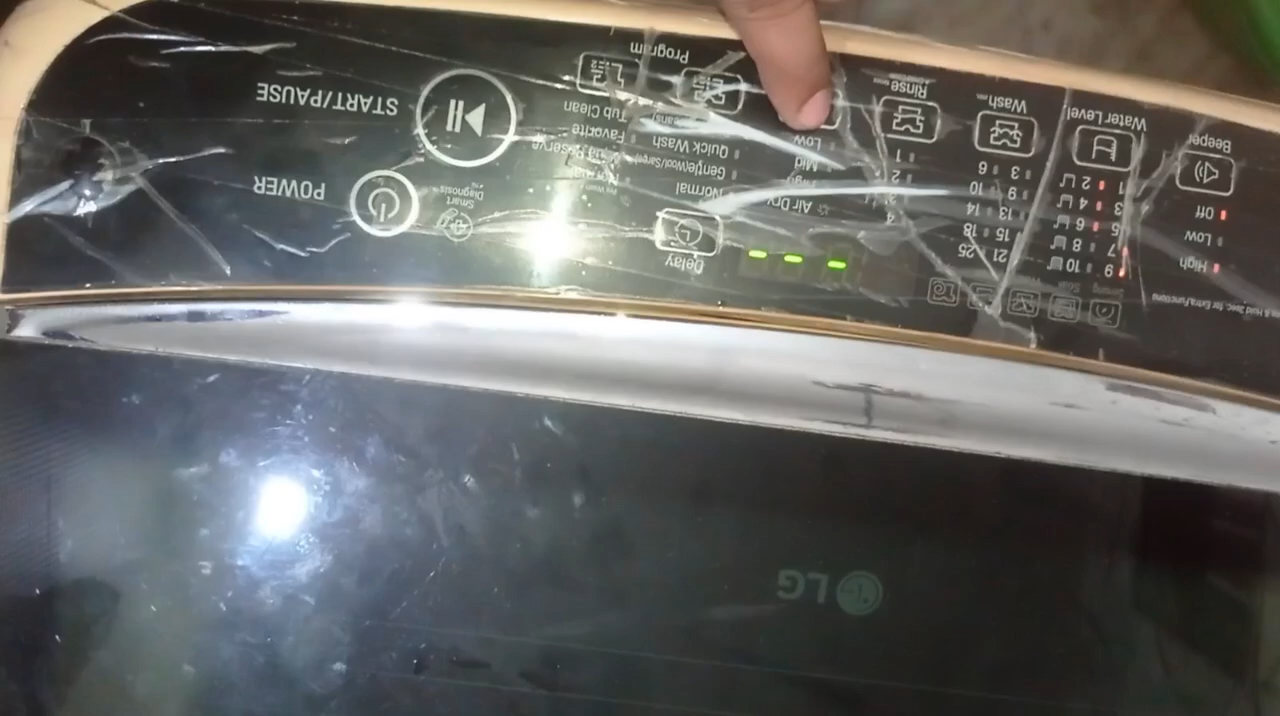 Beeper
Off
Low
High
Water Level
1
2
3
4
5
6
7
8
9
10
Wash
3
6
9
10
13
14
15
18
21
25
Rinse
1
2
4
Low
Mid
Air Dry
Program
Normal
Quick Wash
Tub Clean
Favorite
Delay
Smart
Diagnosis
START/PAUSE
POWER
LG